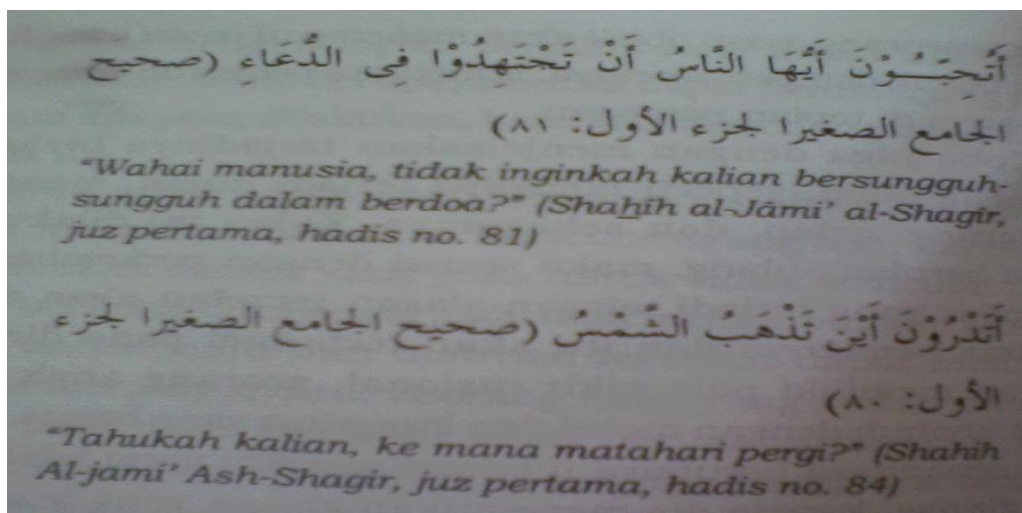 أَتُحِبُّــوْنَ أَيُّهَا النَّاسُ أَنْ تَجْتَهِدُوْا فِى الدُّعَاءِ (صحيح
الجامع الصغيرا لجزء الأول: ٨١)
"Wahai manusia, tidak inginkah kalian bersungguh-
sungguh dalam berdoa?" (Shahih al-Jâmi' al-Shagir,
juz pertama, hadis no. 81)
أَتَدْرُوْنَ أَيْنَ تَذْهَبُ الشَّمْسُ (صحيح الجامع الصغيرا لجزء
الأول: ٨٠)
"Tahukah kalian, ke mana matahari pergi?" (Shahih
Al-jami' Ash-Shagir, juz pertama, hadis no. 84)